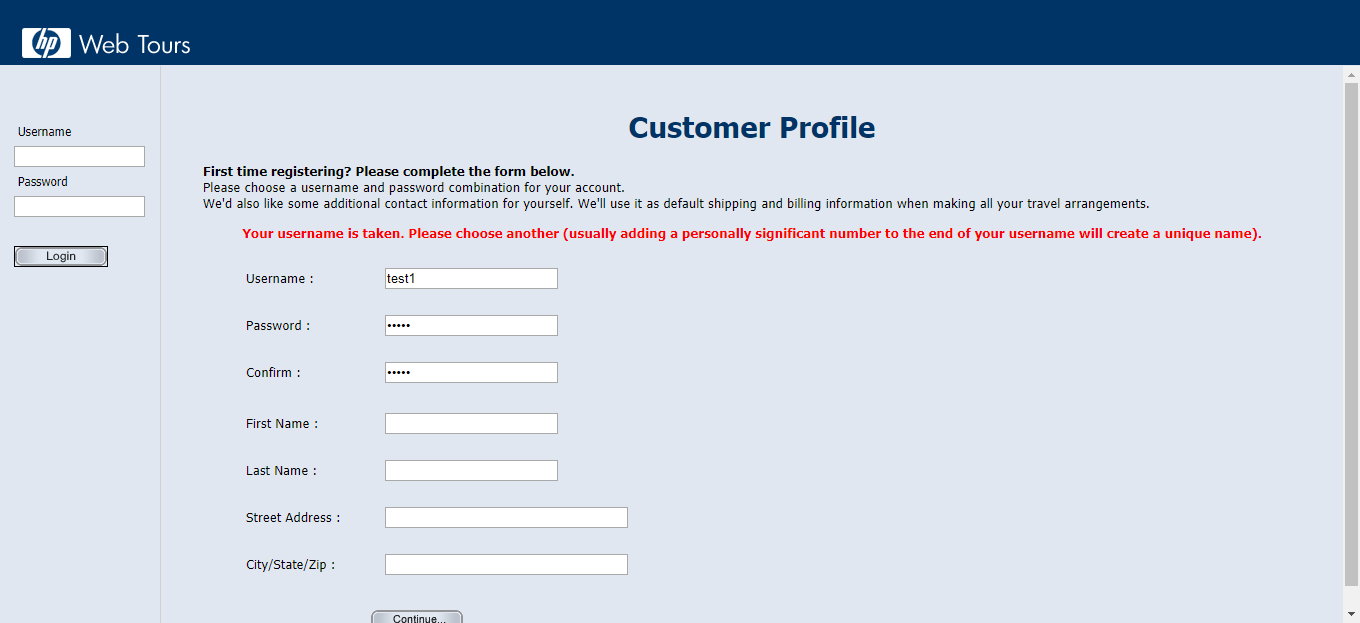 hp Web Tours
Username
Password
Login
Customer Profile
First time registering? Please complete the form below.
Please choose a username and password combination for your account.
We'd also like some additional contact information for yourself. We'll use it as default shipping and billing information when making all your travel arrangements.
Your username is taken. Please choose another (usually adding a personally significant number to the end of your username will create a unique name).
Username : test1
Password : •••••
Confirm : •••••
First Name :
Last Name :
Street Address :
City/State/Zip :
Continue...